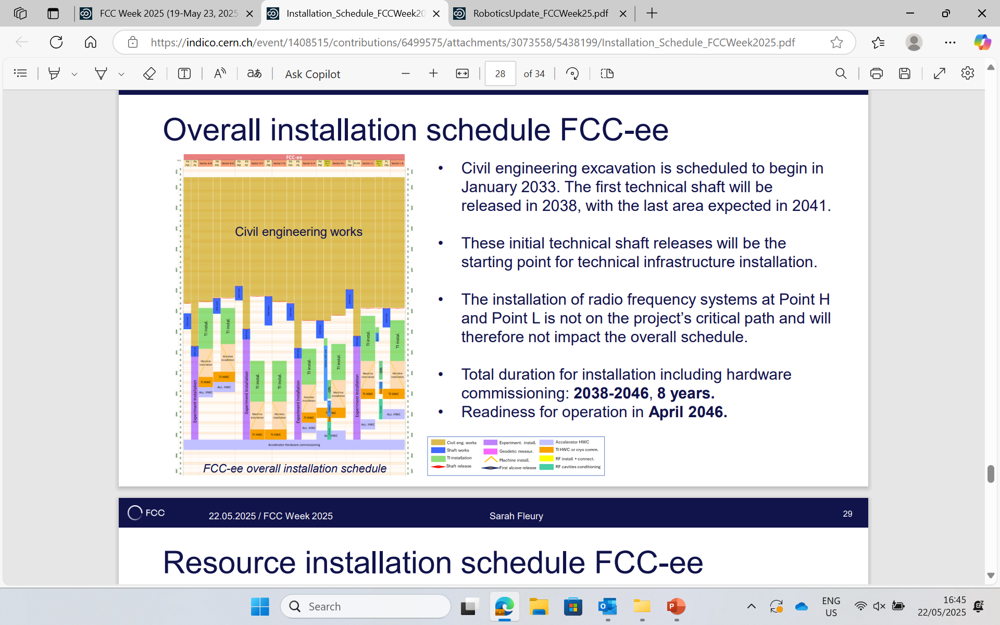 FCC Week 2025 (19-May 23, 2025
Installation_Schedule_FCCWeek20
RoboticsUpdate_FCCWeek25.pdf
https://indico.cern.ch/event/1408515/contributions/6499575/attachments/3073558/5438199/Installation_Schedule_FCCWeek2025.pdf
Ask Copilot
28 of 34
Overall installation schedule FCC-ee
FCC-ee
Sector A-B
Sector B-D
Sector D-F
Sector F-G
Sector G-H
Sector H-J
Sector J-L
Sector L-A
Civil engineering works
TI instal.
TI instal.
Machine installation
Machine installation
TI HWC
TI HWC
Acc. HWC
Acc. HWC
Experiment Installation
Experiment Installation
TI instal.
TI instal.
Machine installation
Machine installation
TI HWC
TI HWC
Experiment Installation
TI instal.
TI instal.
Machine installation
Machine installation
QRL
TI HWC
Acc. HWC
Experiment Installation
TI instal.
TI instal.
Machine installation
Machine installation
QRL
TI HWC
TI HWC
Acc. HWC
Acc. HWC
Accelerator Hardware commissioning
FCC-ee overall installation schedule
• Civil engineering excavation is scheduled to begin in
January 2033. The first technical shaft will be
released in 2038, with the last area expected in 2041.
• These initial technical shaft releases will be the
starting point for technical infrastructure installation.
• The installation of radio frequency systems at Point H
and Point L is not on the project’s critical path and will
therefore not impact the overall schedule.
• Total duration for installation including hardware
commissioning: 2038-2046, 8 years.
• Readiness for operation in April 2046.
Civil eng. works
Shaft works
TI installation
Shaft release
Experiment. install.
Geodetic measur.
Machine install.
First alcove release
Accelerator HWC
TI HWC or cryo comm.
RF install + connect.
RF cavities conditioning
FCC
22.05.2025 / FCC Week 2025
Sarah Fleury
29
Resource installation schedule FCC-ee
Search
ENG
US
16:45
22/05/2025